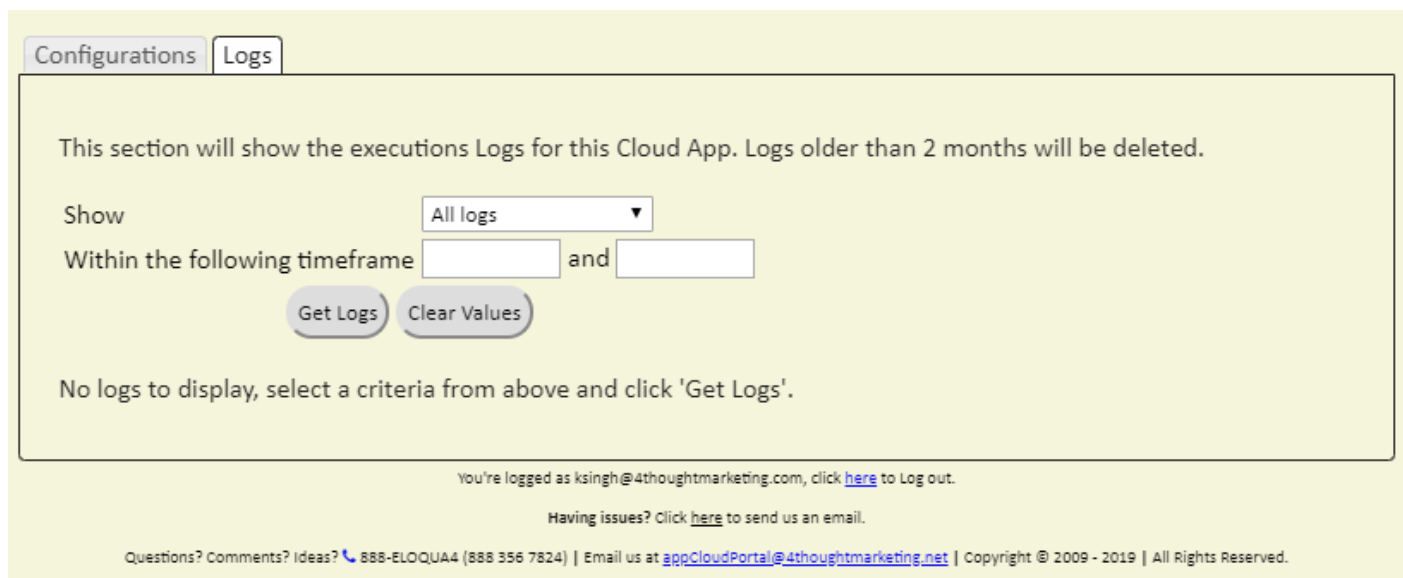 Configurations Logs
This section will show the executions Logs for this Cloud App. Logs older than 2 months will be deleted.
Show All logs
Within the following timeframe and
Get Logs Clear Values
No logs to display, select a criteria from above and click 'Get Logs'.
You're logged as ksingh@4thoughtmarketing.com, click here to Log out.
Having issues? Click here to send us an email.
Questions? Comments? Ideas? 888-ELOQUA4 (888 356 7824) | Email us at appCloudPortal@4thoughtmarketing.net | Copyright © 2009 - 2019 | All Rights Reserved.